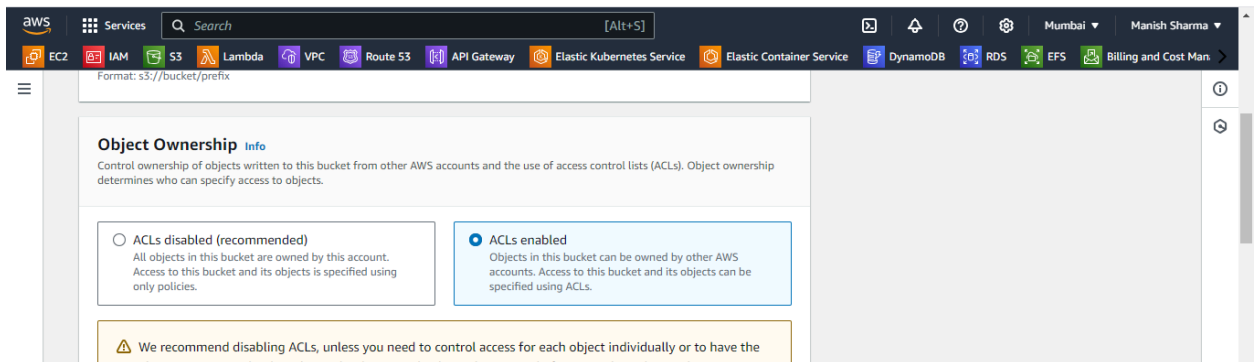 aws Services Search [Alt+S] Mumbai ▼ Manish Sharma ▼
EC2 IAM S3 Lambda VPC Route 53 API Gateway Elastic Kubernetes Service Elastic Container Service DynamoDB RDS EFS Billing and Cost Man
Format: s3://bucket/prefix
Object Ownership Info
Control ownership of objects written to this bucket from other AWS accounts and the use of access control lists (ACLs). Object ownership
determines who can specify access to objects.
ACLs disabled (recommended)
All objects in this bucket are owned by this account.
Access to this bucket and its objects is specified using
only policies.
ACLs enabled
Objects in this bucket can be owned by other AWS
accounts. Access to this bucket and its objects can be
specified using ACLs.
We recommend disabling ACLs, unless you need to control access for each object individually or to have the